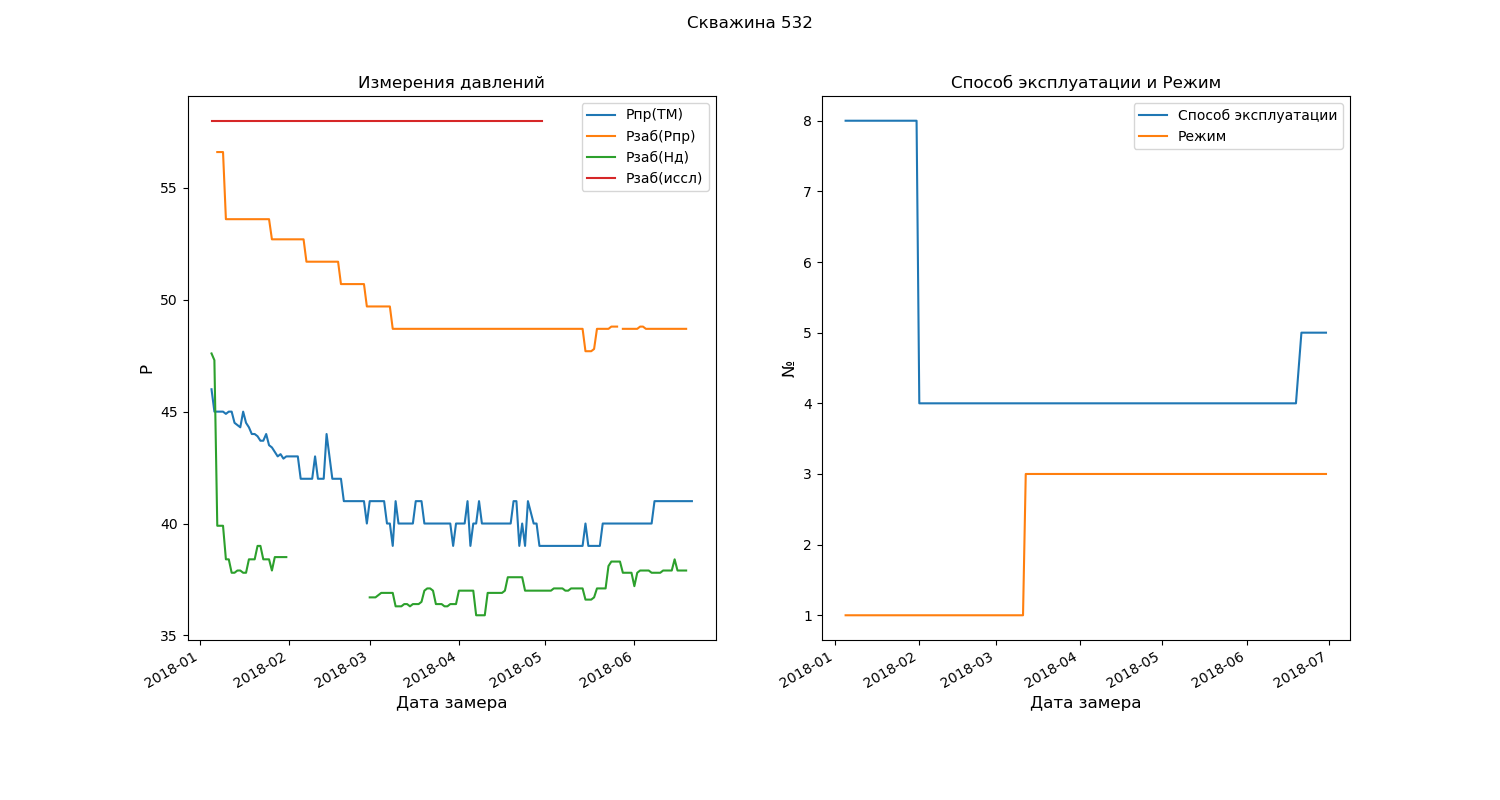 Скважина 532
Измерения давлений
P
55
50
45
40
35
Рпр(ТМ)
Рзаб(Рпр)
Рзаб(Нд)
Рзаб(иссл)
2018-01
2018-02
2018-03
2018-04
2018-05
2018-06
Дата замера
Способ эксплуатации и Режим
№
8
7
6
5
4
3
2
1
Способ эксплуатации
Режим
2018-01
2018-02
2018-03
2018-04
2018-05
2018-06
2018-07
Дата замера